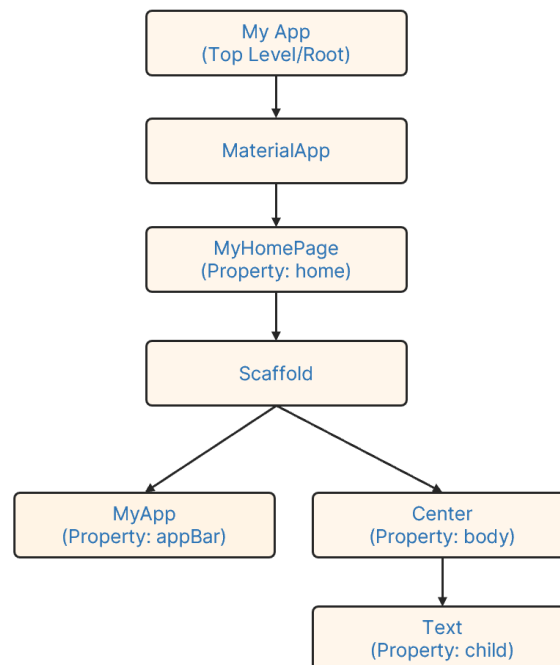 My App
(Top Level/Root)
MaterialApp
MyHomePage
(Property: home)
Scaffold
MyApp
(Property: appBar)
Center
(Property: body)
Text
(Property: child)